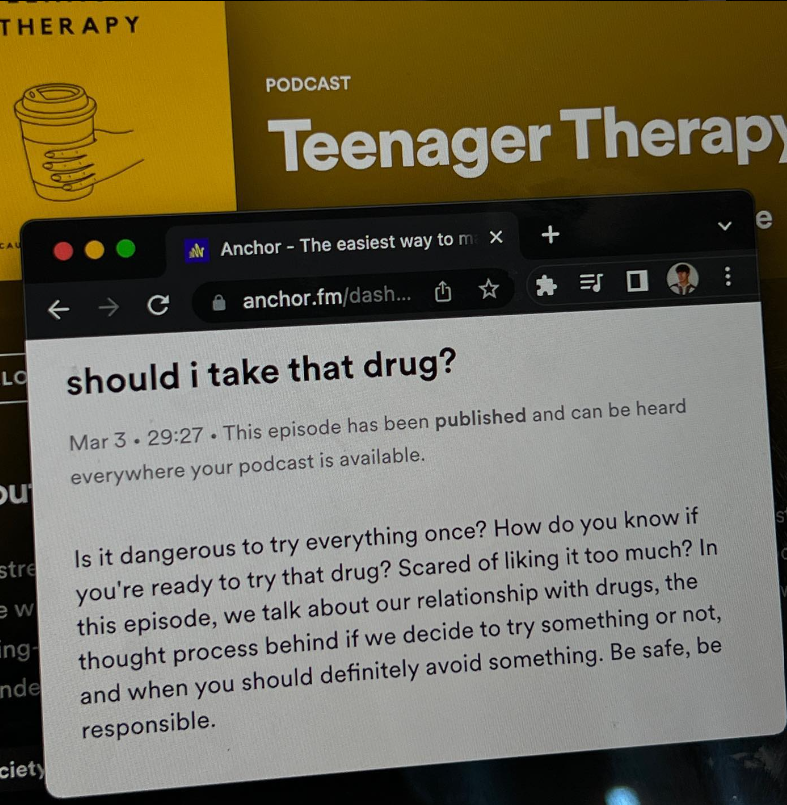 THERAPY
PODCAST
Teenager Therapy
e
CAU
Anchor - The easiest way to m
anchor.fm/dash...
LO
should i take that drug?
Mar 3 • 29:27 • This episode has been published and can be heard
everywhere your podcast is available.
ou
Is it dangerous to try everything once? How do you know if
you're ready to try that drug? Scared of liking it too much? In
this episode, we talk about our relationship with drugs, the
thought process behind if we decide to try something or not,
and when you should definitely avoid something. Be safe, be
responsible.
stre
e w
ing-
nde
ciety